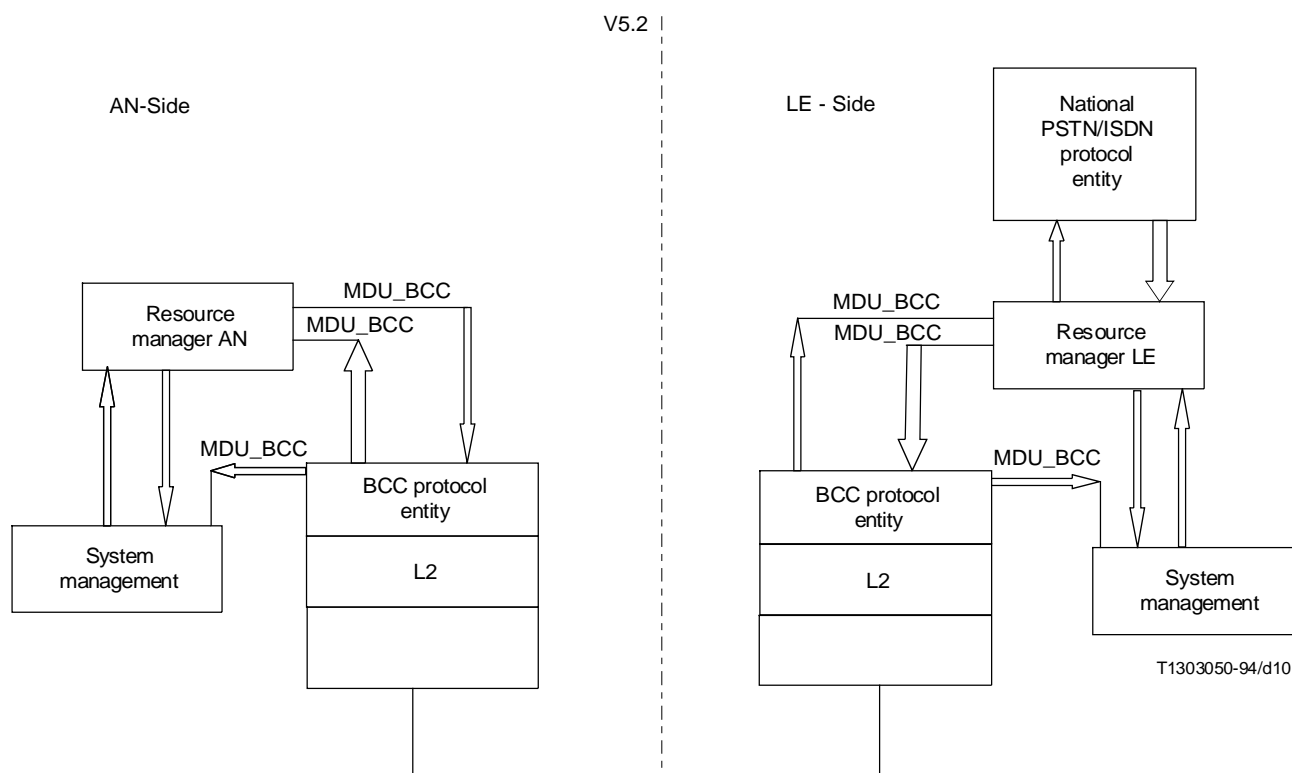 V5.2
AN-Side
LE - Side
National
PSTN/ISDN
protocol
entity
Resource
manager AN
MDU_BCC
MDU_BCC
MDU_BCC
BCC protocol
entity
L2
System
management
MDU_BCC
MDU_BCC
Resource
manager LE
MDU_BCC
BCC protocol
entity
L2
System
management
T1303050-94/d10